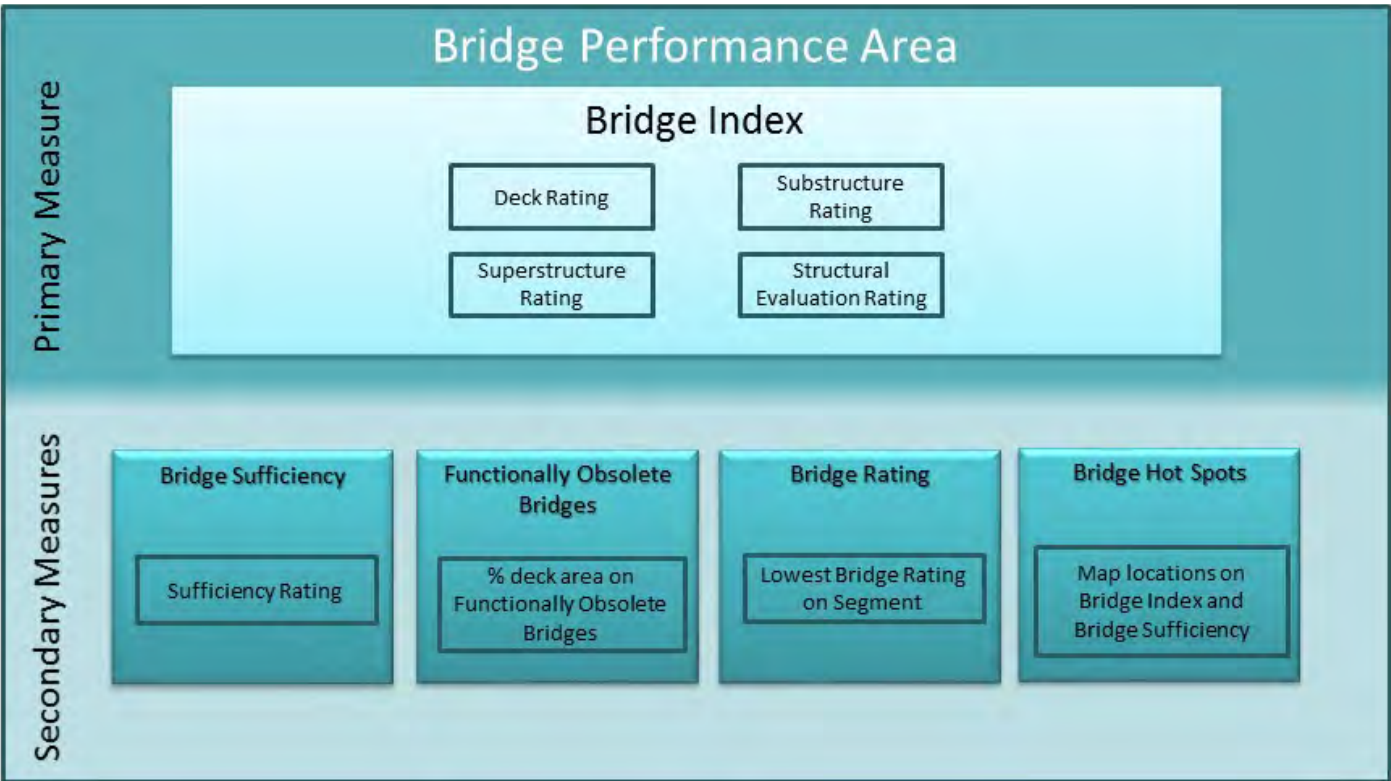 Bridge Performance Area
Primary Measure
Bridge Index
Deck Rating
Substructure
Rating
Superstructure
Rating
Structural
Evaluation Rating
Secondary Measures
Bridge Sufficiency
Sufficiency Rating
Functionally Obsolete
Bridges
% deck area on
Functionally Obsolete
Bridges
Bridge Rating
Lowest Bridge Rating
on Segment
Bridge Hot Spots
Map locations on
Bridge Index and
Bridge Sufficiency